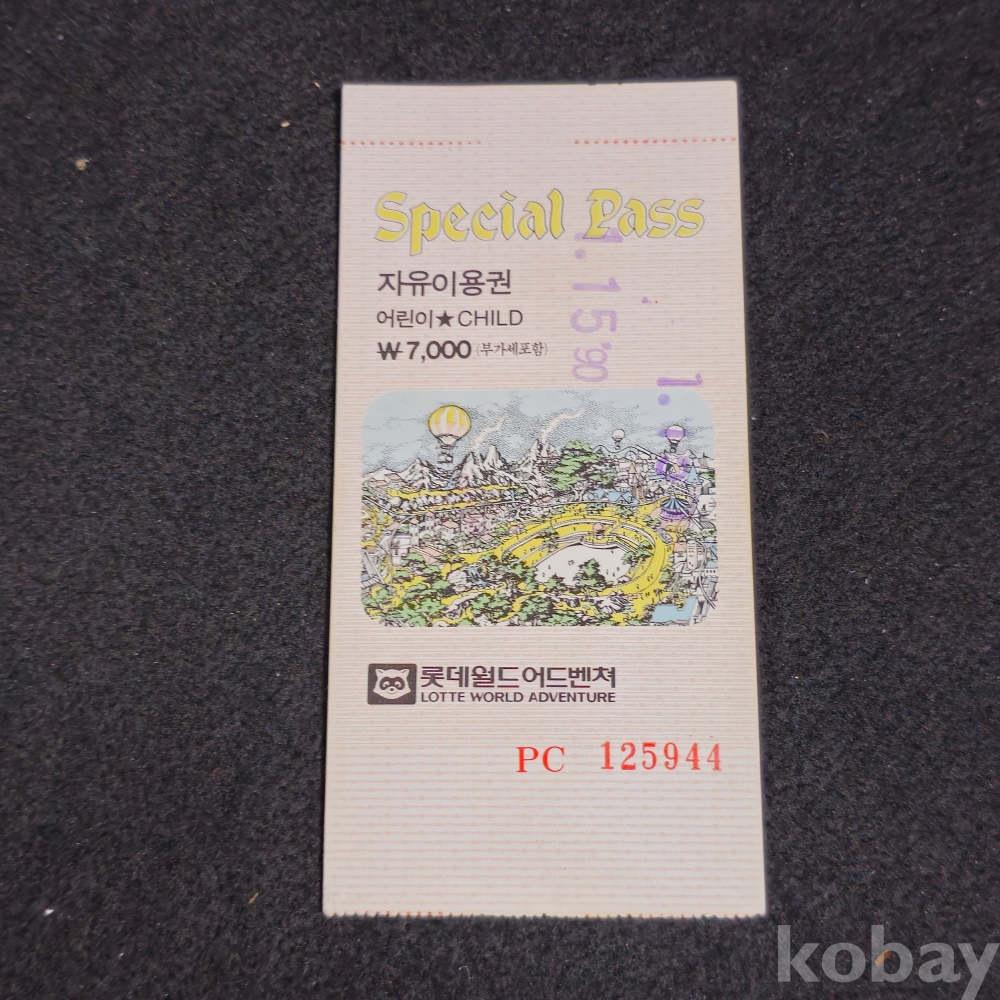 Special Pass
자유이용권
어린이★CHILD
₩7,000 (부가세포함)
1. 15 '90
롯데월드 어드벤쳐
LOTTE WORLD ADVENTURE
PC 125944
kobay